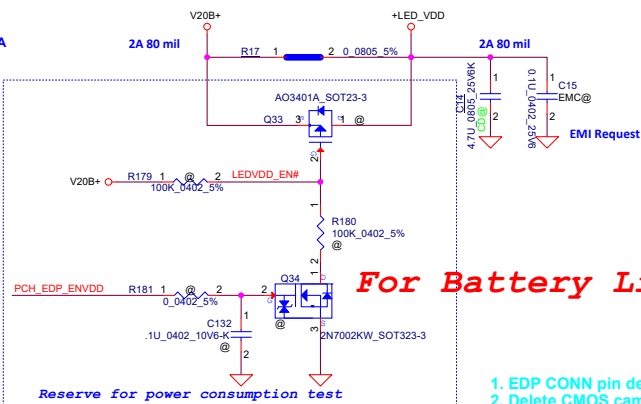 V20B+
+LED_VDD
A
2A 80 mil
R17 1 2 0_0805_5%
2A 80 mil
AO3401A_SOT23-3
Q33 3 S 1 @
G
2
C14
4.7U_0805_25V6K
CD@
1
2
0.1U_0402_25V6
1
C15
EMC@
2
EMI Request
V20B+ R179 1 @ 2 LEDVDD_EN#
100K_0402_5%
1
R180
100K_0402_5%
@
2
PCH_EDP_ENVDD R181 1 @ 2
0_0402_5%
2 Q34 1 D
G
@
S
3
2N7002KW_SOT323-3
C132
.1U_0402_10V6-K
@
1
2
For Battery Li
Reserve for power consumption test
1. EDP CONN pin de
2. Delete CMOS cam